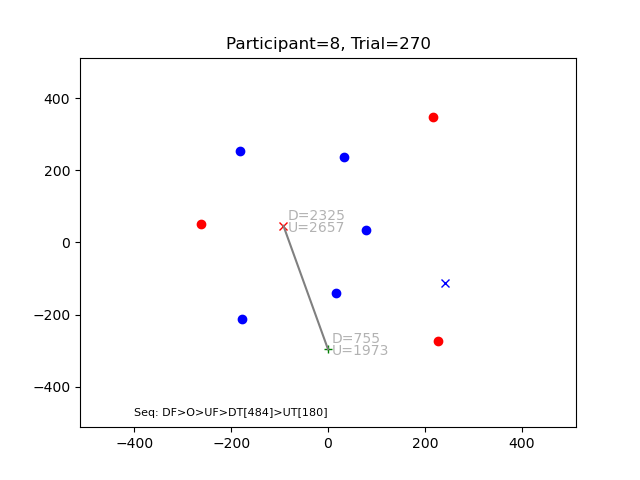 Participant=8, Trial=270
400
200
0
−200
−400
D=2325
U=2657
D=755
U=1973
Seq: DF>O>UF>DT[484]>UT[180]
−400
−200
0
200
400